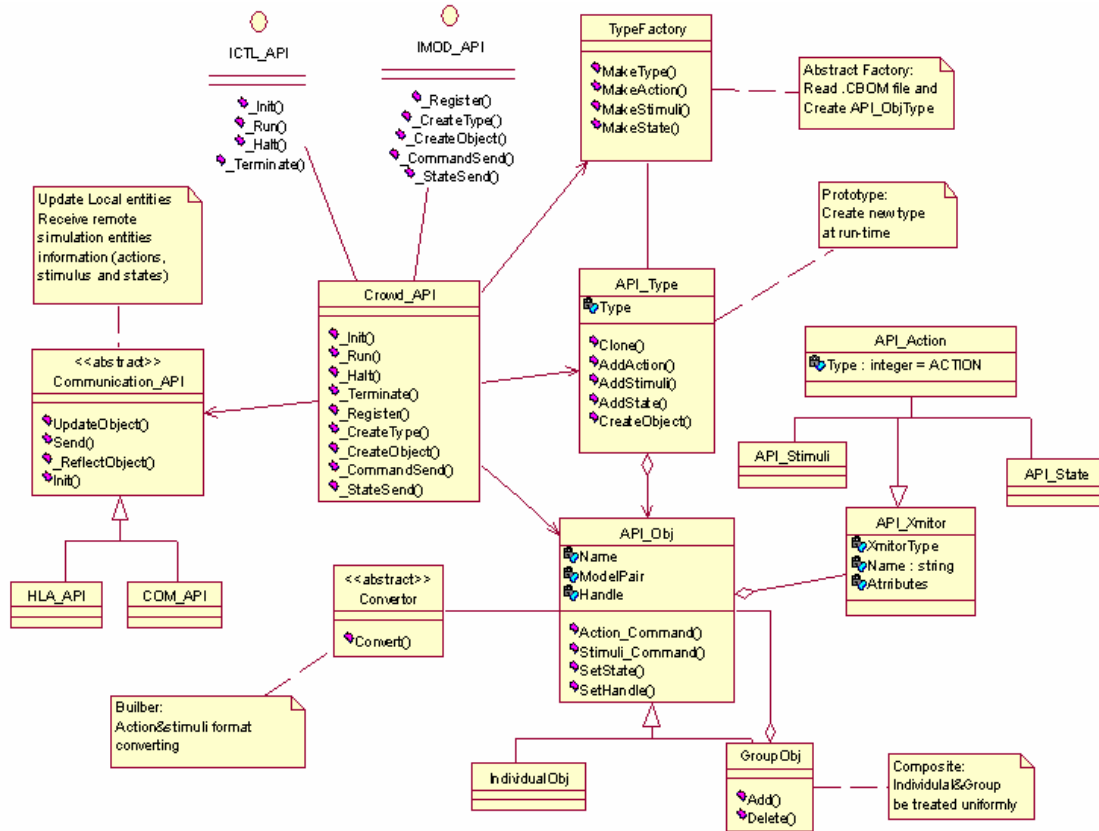 ICTL_API
_Init()
_Run()
_Halt()
_Terminate()
IMOD_API
_Register()
_CreateType()
_CreateObject()
_CommandSend()
_StateSend()
TypeFactory
MakeType()
MakeAction()
MakeStimuli()
MakeState()
Abstract Factory:
Read .CBOM file and
Create API_ObjType
Update Local entities
Receive remote
simulation entities
information (actions,
stimulus and states)
Prototype:
Create new type
at run-time
Crowd_API
_Init()
_Run()
_Halt()
_Terminate()
_Register()
_CreateType()
_CreateObject()
_CommandSend()
_StateSend()
API_Type
Type
Clone()
AddAction()
AddStimuli()
AddState()
CreateObject()
<<abstract>>
Communication_API
UpdateObject()
Send()
_ReflectObject()
Init()
API_Action
Type : integer = ACTION
API_Stimuli
API_State
API_Xmitor
XmitorType
Name : string
Atributes
API_Obj
Name
ModelPair
Handle
Action_Command()
Stimuli_Command()
SetState()
SetHandle()
HLA_API
COM_API
<<abstract>>
Convertor
Convert()
Builber:
Action&stimuli format
converting
IndividualObj
GroupObj
Add()
Delete()
Composite:
Individulal&Group
be treated uniformly